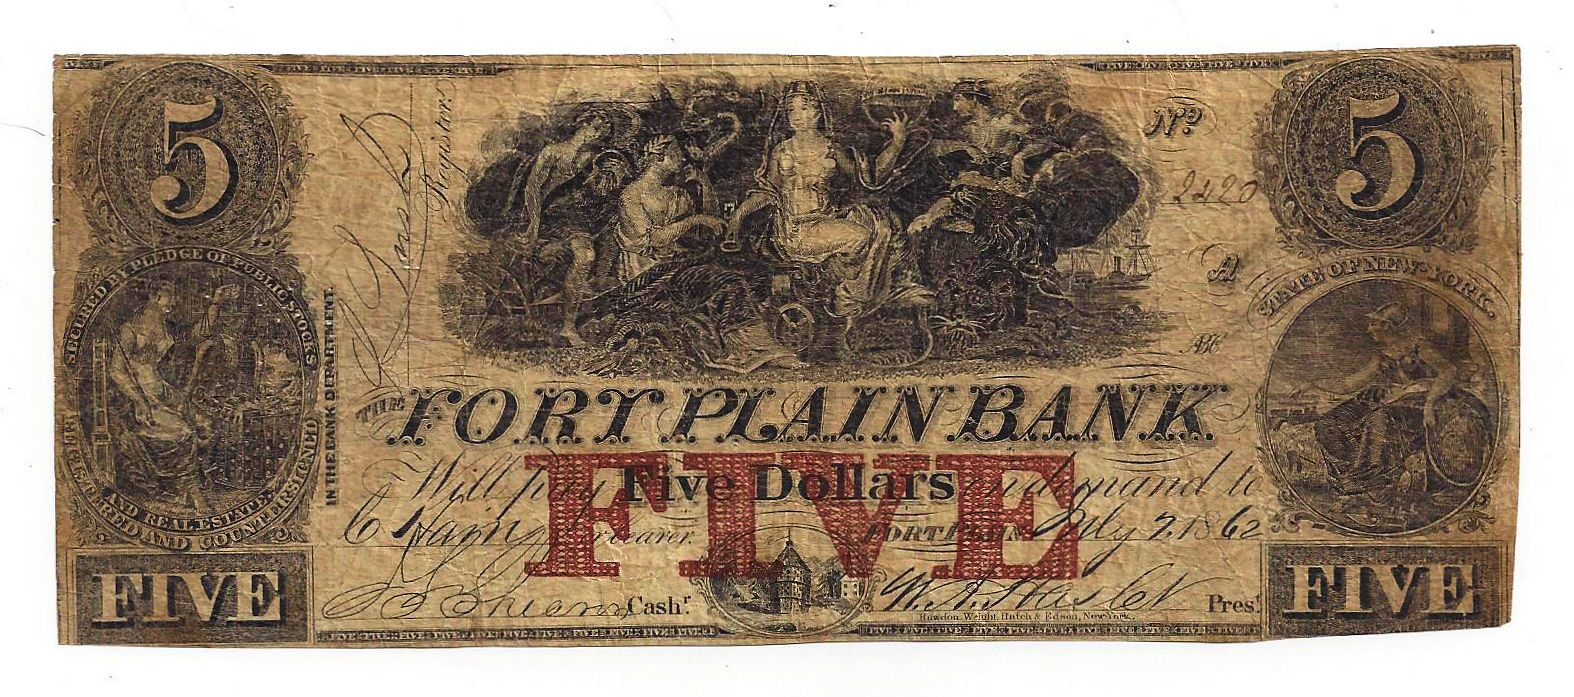 5
5
Register.
No
2420
A
STATE OF NEW-YORK.
SECURED BY PLEDGE OF PUBLIC STOCKS
AND REAL ESTATE
REGISTERED AND COUNTERSIGNED
IN THE BANK DEPARTMENT.
THE FORT PLAIN BANK
Will pay Five Dollars on demand to
or bearer. FORT PLAIN July 7. 1862
FIVE
FIVE
Cashr.
Prest.
FIVE
Rawdon, Wright, Hatch & Edson, New York.